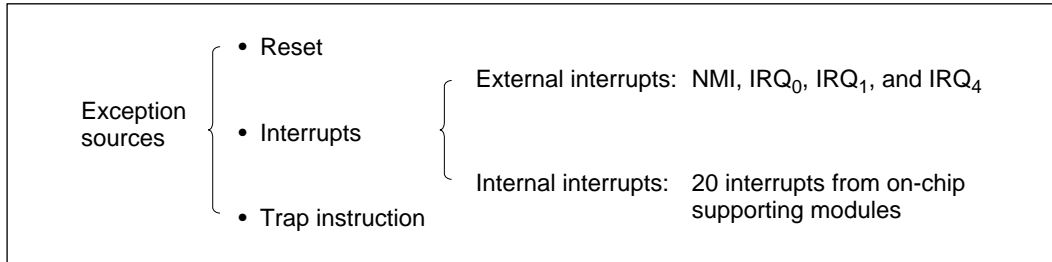 • Reset
External interrupts: NMI, IRQ0, IRQ1, and IRQ4
Exception
sources
• Interrupts
Internal interrupts: 20 interrupts from on-chip
supporting modules
• Trap instruction